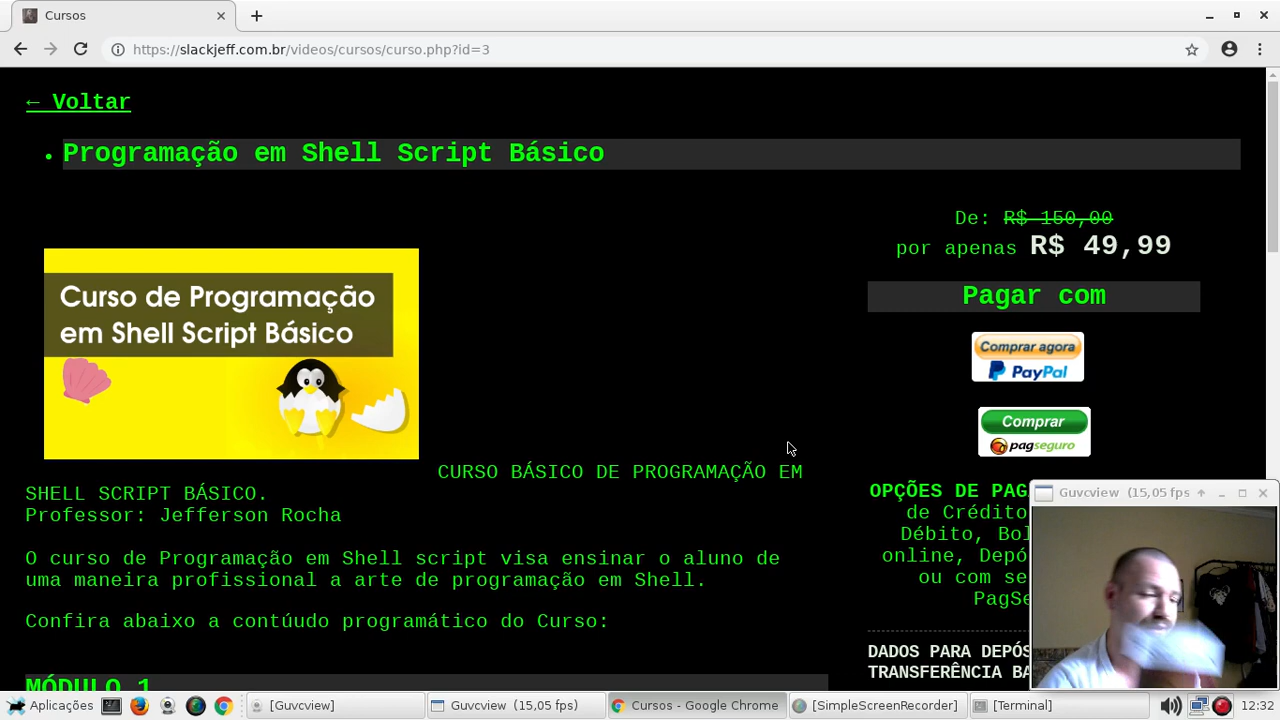 Cursos
https://slackjeff.com.br/videos/cursos/curso.php?id=3
← Voltar
Programação em Shell Script Básico
De: R$ 150,00
por apenas R$ 49,99
Pagar com
Comprar agora
PayPal
Comprar
pagseguro
Curso de Programação
em Shell Script Básico
CURSO BÁSICO DE PROGRAMAÇÃO EM
SHELL SCRIPT BÁSICO.
Professor: Jefferson Rocha
O curso de Programação em Shell script visa ensinar o aluno de
uma maneira profissional a arte de programação em Shell.
Confira abaixo a contúudo programático do Curso:
MÓDULO 1
OPÇÕES DE PAG
de Crédito
Débito, Bol
online, Depó
ou com se
PagSe
DADOS PARA DEPÓS
TRANSFERÊNCIA BA
Guvcview (15,05 fps
Aplicações
[Guvcview]
Guvcview (15,05 fps)
Cursos - Google Chrome
[SimpleScreenRecorder]
[Terminal]
12:32